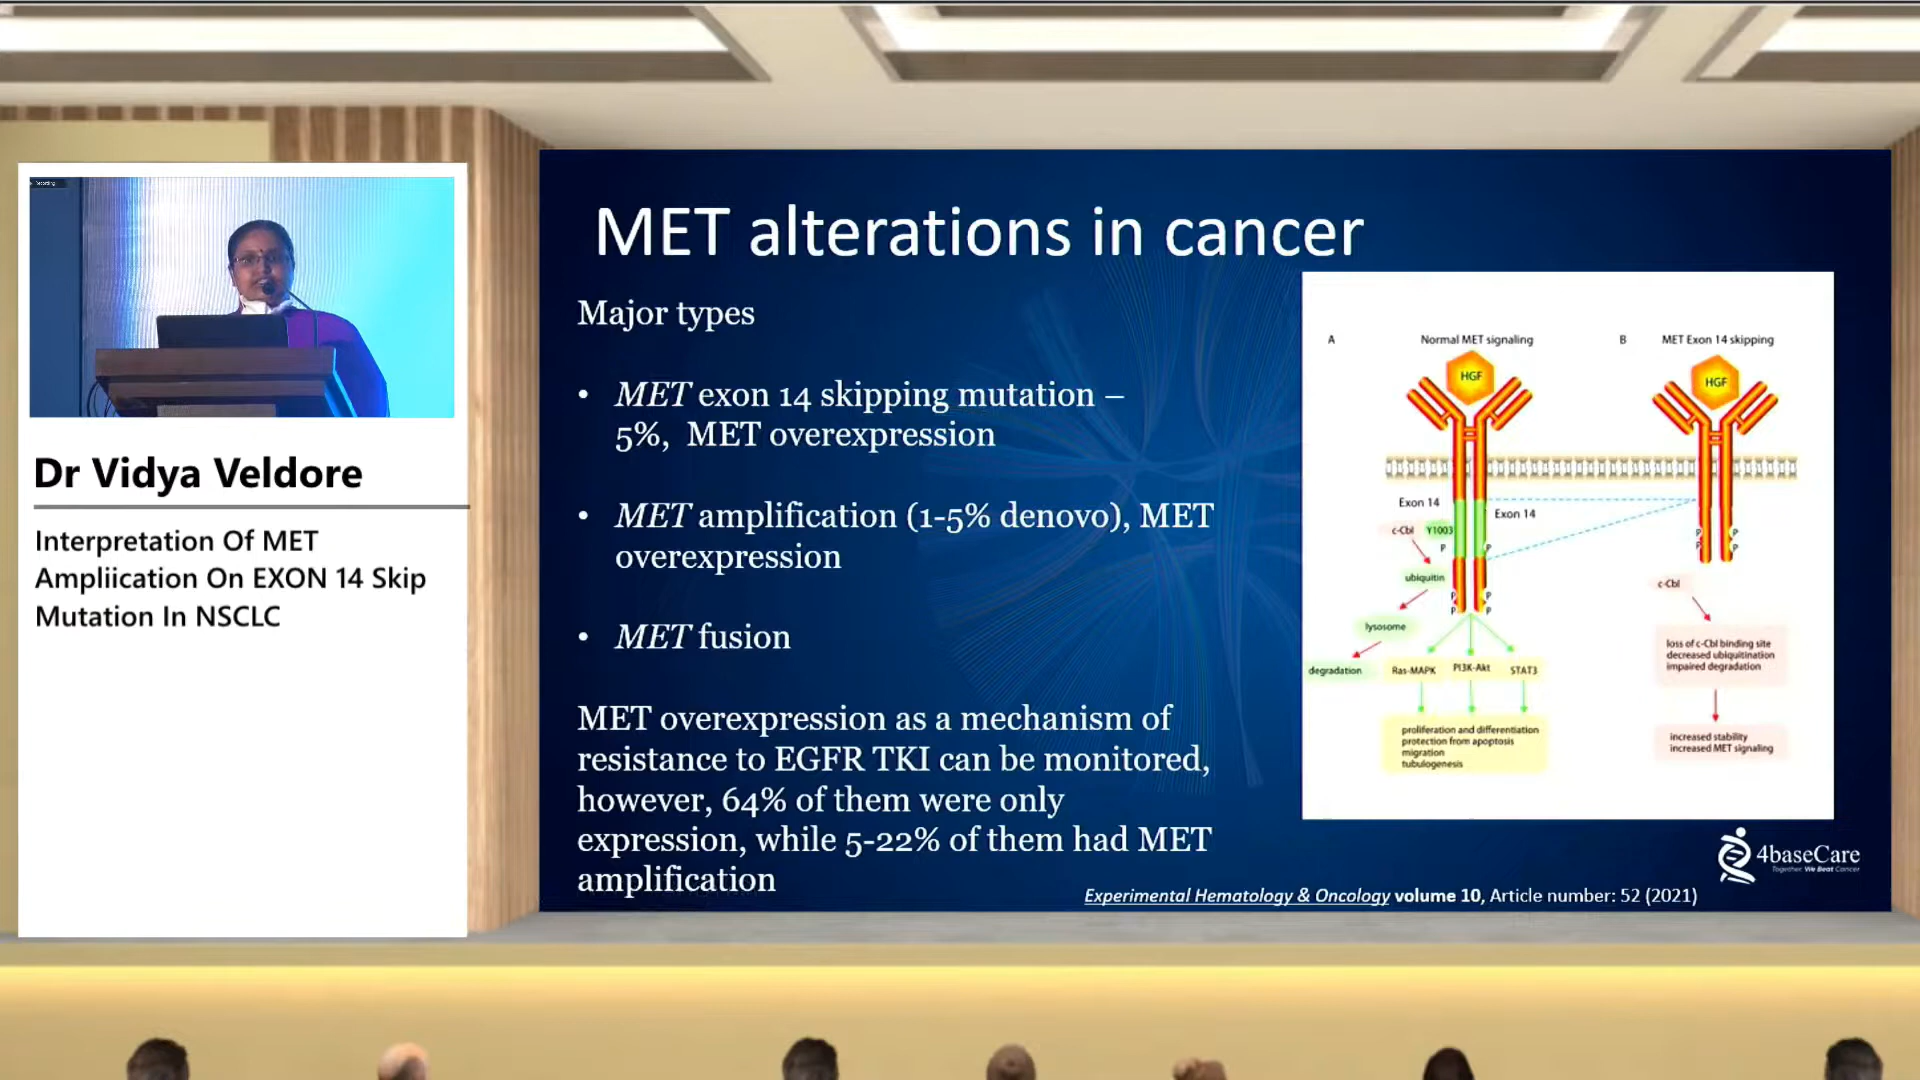 Recording
Dr Vidya Veldore
Interpretation Of MET
Ampliication On EXON 14 Skip
Mutation In NSCLC
MET alterations in cancer
Major types
• MET exon 14 skipping mutation –
5%, MET overexpression
• MET amplification (1-5% denovo), MET
overexpression
• MET fusion
MET overexpression as a mechanism of
resistance to EGFR TKI can be monitored,
however, 64% of them were only
expression, while 5-22% of them had MET
amplification
A
Normal MET signaling
HGF
Exon 14
Exon 14
c-Cbl
Y1003
P
P
ubiquitin
P
P
P
P
lysosome
degradation
Ras-MAPK
PI3K-Akt
STAT3
proliferation and differentiation
protection from apoptosis
migration
tubulogenesis
B
MET Exon 14 skipping
HGF
P
P
P
P
c-Cbl
loss of c-Cbl binding site
decreased ubiquitination
impaired degradation
increased stability
increased MET signaling
4baseCare
Together, We Beat Cancer
Experimental Hematology & Oncology volume 10, Article number: 52 (2021)